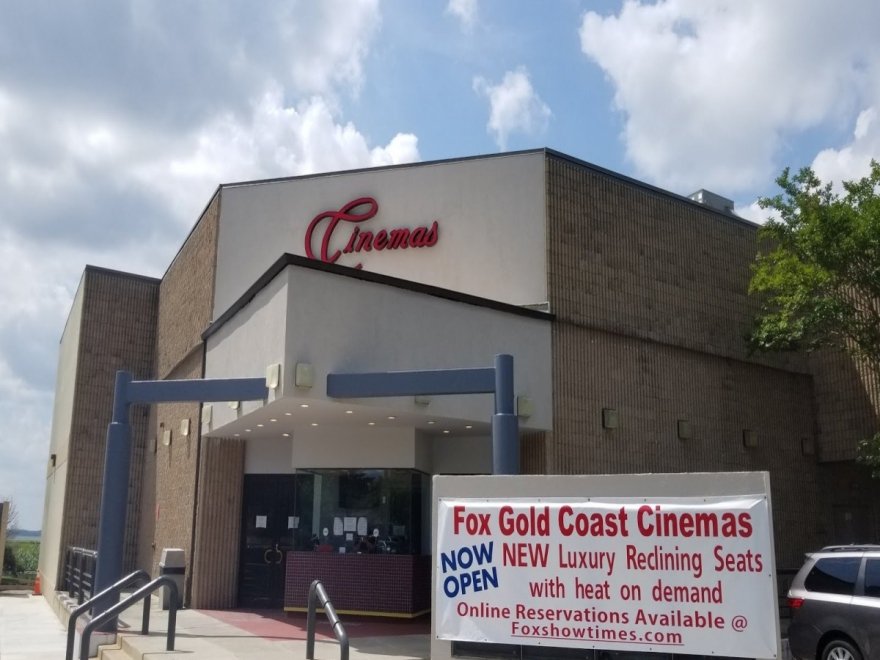 Cinemas
Fox Gold Coast Cinemas
NOW
OPEN
NEW Luxury Reclining Seats
with heat on demand
Online Reservations Available @
Foxshowtimes.com